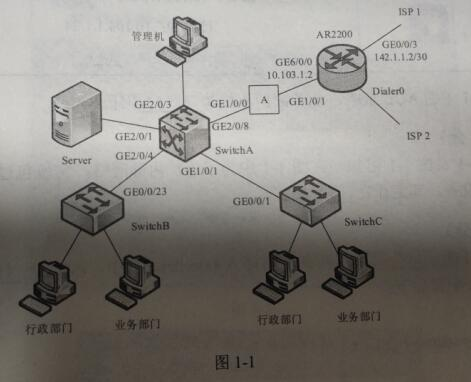 ISP 1
管理机
AR2200
GE0/0/3
142.1.1.2/30
GE6/0/0
10.103.1.2
GE2/0/3
GE1/0/0
A
GE1/0/1
Dialer0
GE2/0/1
GE2/0/8
ISP 2
Server
SwitchA
GE2/0/4
GE1/0/1
GE0/0/23
GE0/0/1
SwitchB
SwitchC
行政部门
业务部门
行政部门
业务部门
图 1-1